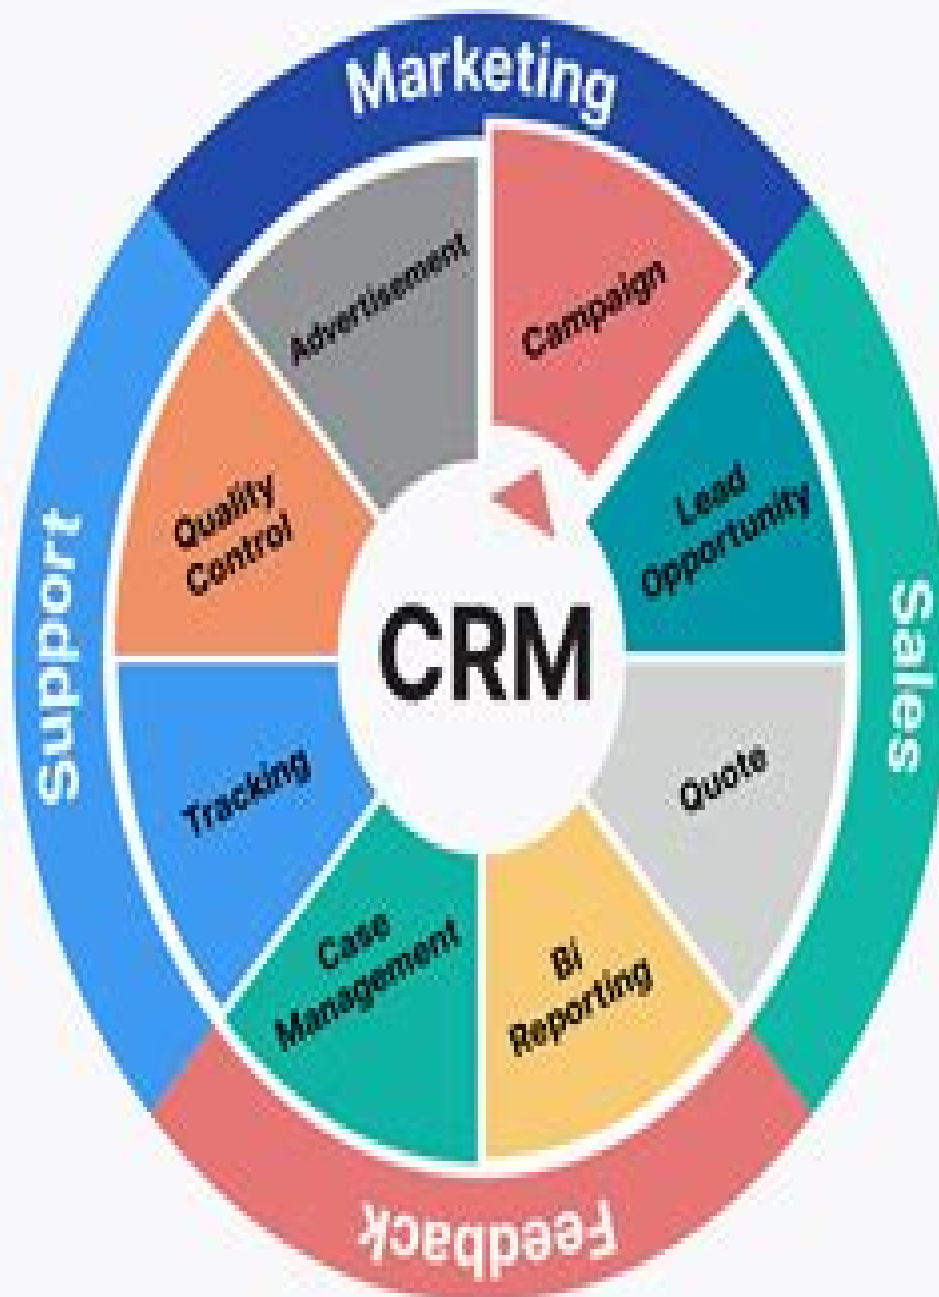 Marketing
Advertisement
Campaign
Lead
Opportunity
Quality
Control
Support
CRM
Sales
Tracking
Quote
Case
Management
Bi
Reporting
Feedback